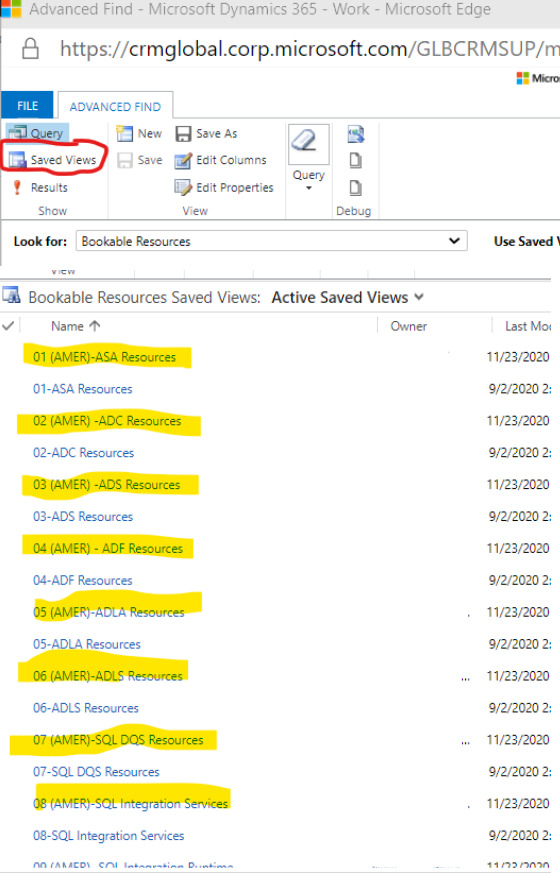 Advanced Find - Microsoft Dynamics 365 - Work - Microsoft Edge
https://crmglobal.corp.microsoft.com/GLBCRMSUP/m
Micro
FILE ADVANCED FIND
Query New Save As
Saved Views Save Edit Columns
Results Edit Properties Query
Show View Debug
Look for: Bookable Resources Use Saved
View
Bookable Resources Saved Views: Active Saved Views
Name Owner Last Mo
01 (AMER)-ASA Resources 11/23/2020
01-ASA Resources 9/2/2020 2:
02 (AMER) -ADC Resources 11/23/2020
02-ADC Resources 9/2/2020 2:
03 (AMER) -ADS Resources 11/23/2020
03-ADS Resources 9/2/2020 2:
04 (AMER) - ADF Resources 11/23/2020
04-ADF Resources 9/2/2020 2:
05 (AMER)-ADLA Resources . 11/23/2020
05-ADLA Resources 9/2/2020 2:
06 (AMER)-ADLS Resources ... 11/23/2020
06-ADLS Resources 9/2/2020 2:
07 (AMER)-SQL DQS Resources ... 11/23/2020
07-SQL DQS Resources 9/2/2020 2:
08 (AMER)-SQL Integration Services . 11/23/2020
08-SQL Integration Services 9/2/2020 2:
09 (AMER)-SQL Integration Runtime 11/23/2020